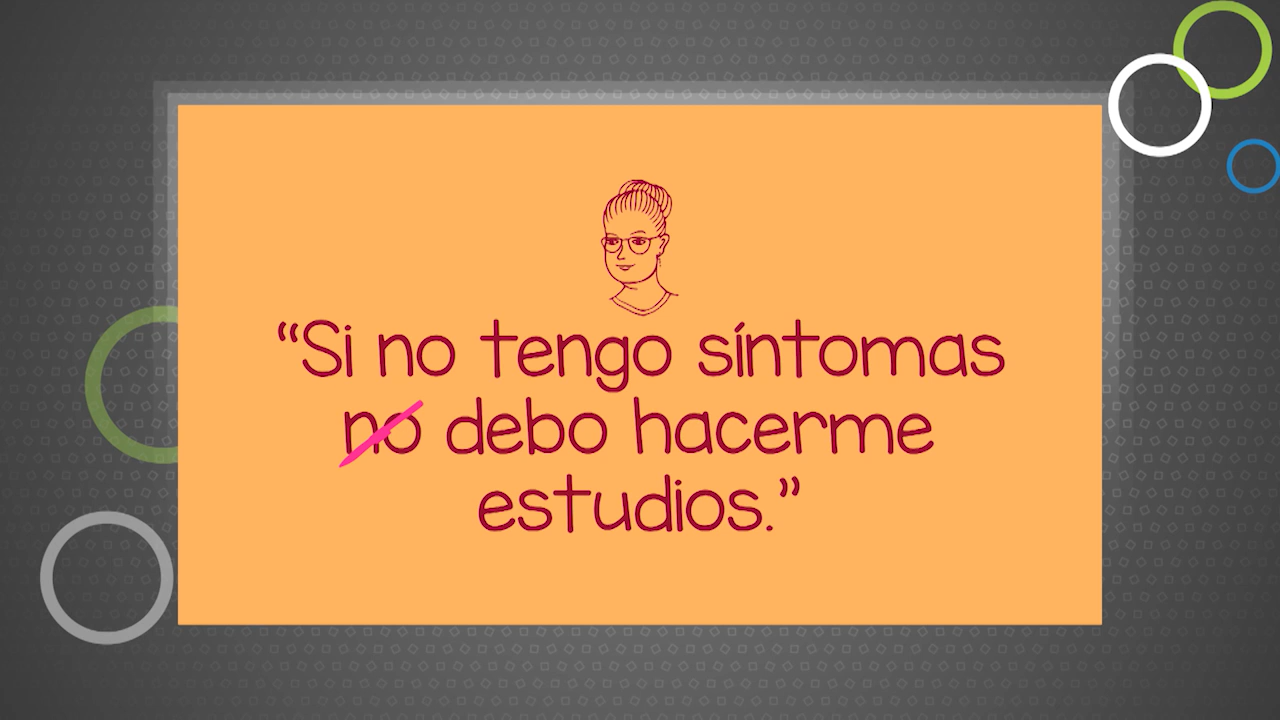 “Si no tengo síntomas
no debo hacerme
estudios.”